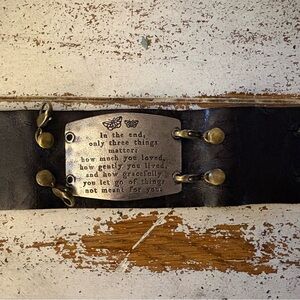 In the end,
only three things
matter:
how much you loved,
how gently you lived,
and how gracefully
you let go of things
not meant for you.